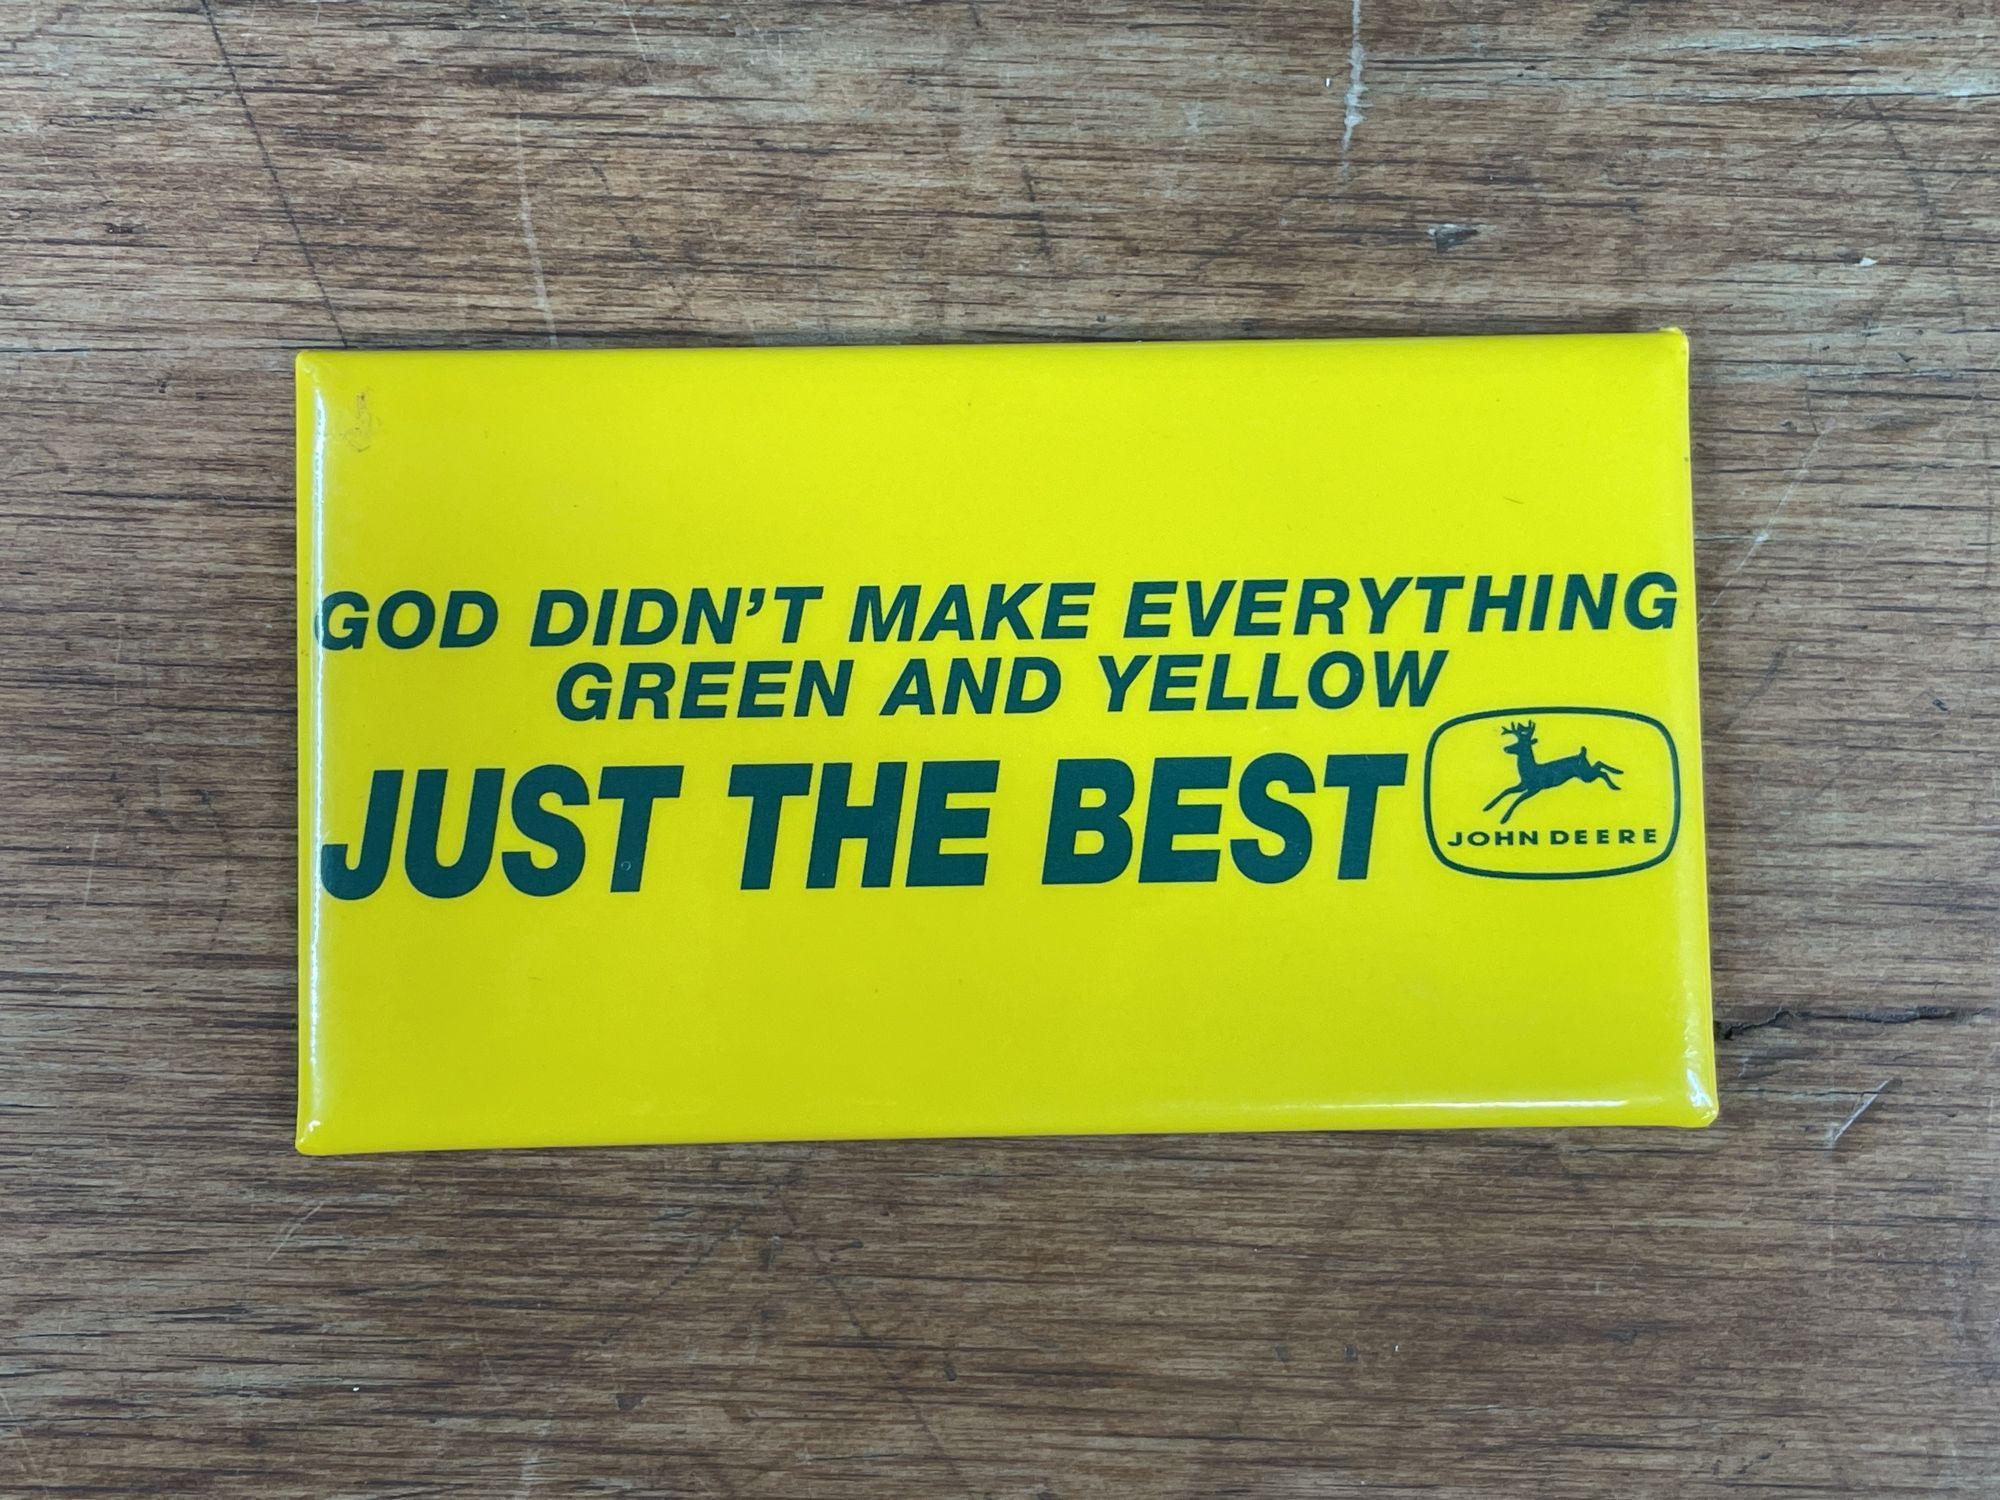 GOD DIDN'T MAKE EVERYTHING
GREEN AND YELLOW
JUST THE BEST
JOHN DEERE